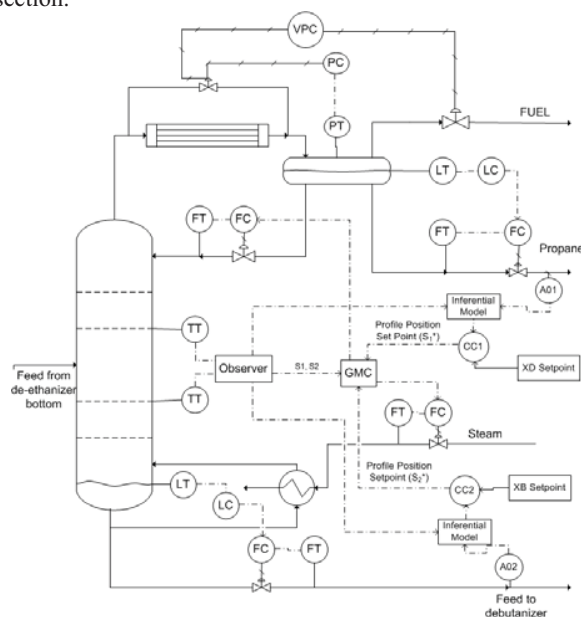 section.
VPC
PC
PT
FUEL
LT
LC
FT
FC
FT
FC
Propane
A01
Inferential
Model
TT
Profile Position
Set Point (S₁*)
CC1
Feed from
de-ethanizer
bottom
Observer
S1, S2
GMC
XD Setpoint
TT
FT
FC
Steam
Profile Position
Setpoint (S₂*)
LT
LC
CC2
XB Setpoint
Inferential
Model
FC
FT
A02
Feed to
debutanizer